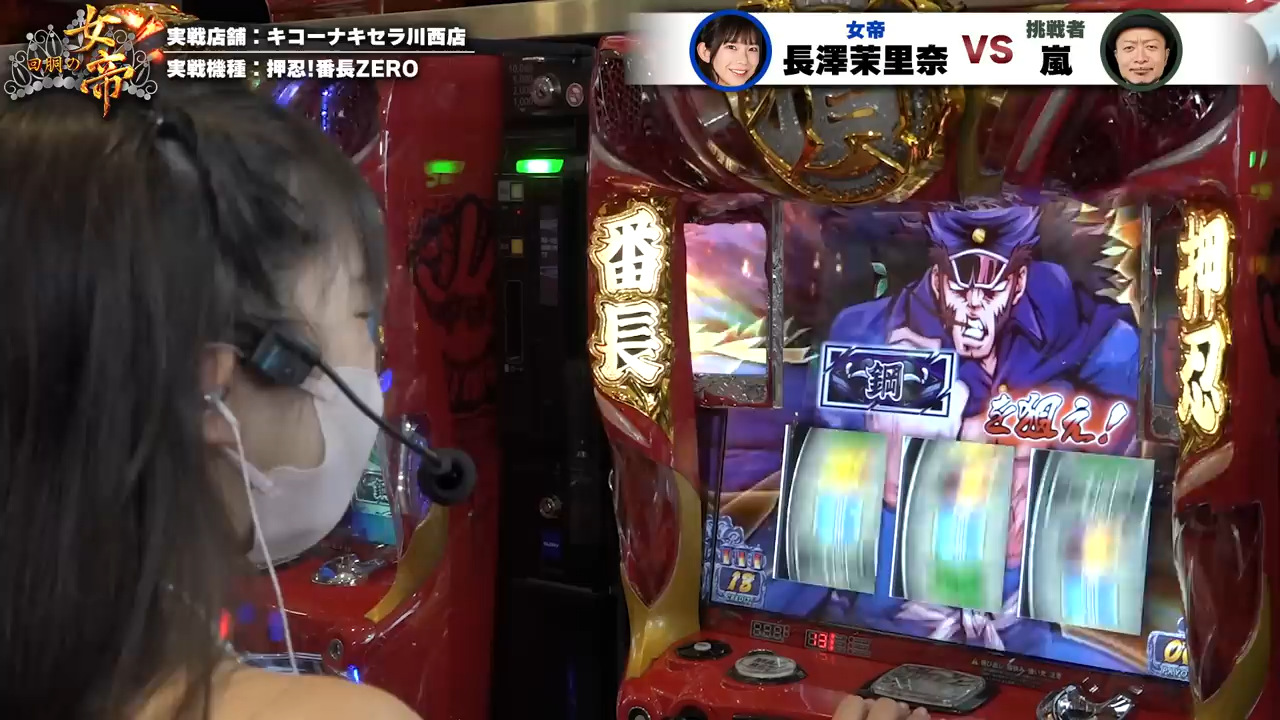 回胴の
女帝
実戦店舗：キコーナキセラ川西店
実戦機種：押忍!番長ZERO
女帝
長澤茉里奈
VS
挑戦者
嵐
番長
押忍
鋼
を狙え!
18
131